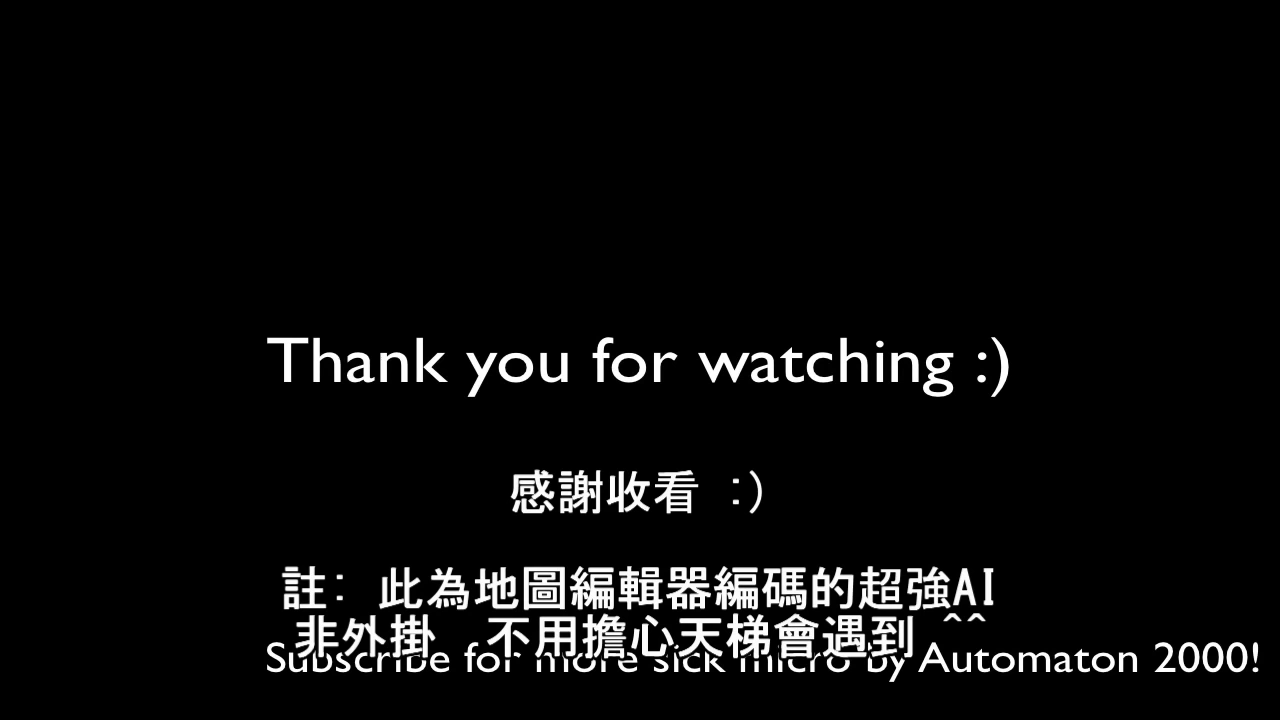 Thank you for watching :)
感謝收看 :)
註: 此為地圖編輯器編碼的超強AI
非外掛 不用擔心天梯會遇到 ^^
Subscribe for more sick micro by Automaton 2000!